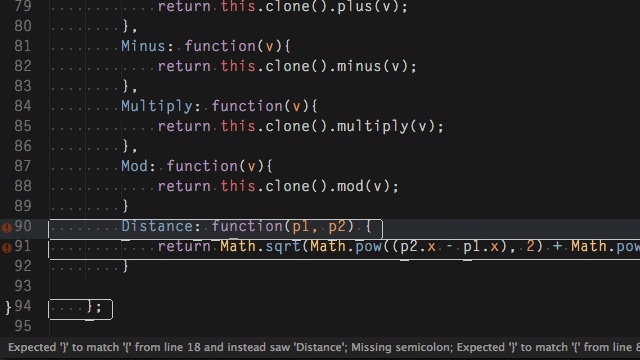 79 return this.clone().plus(v);
80 },
81 Minus: function(v){
82 return this.clone().minus(v);
83 },
84 Multiply: function(v){
85 return this.clone().multiply(v);
86 },
87 Mod: function(v){
88 return this.clone().mod(v);
89 }
90 Distance: function(p1, p2) {
91 return Math.sqrt(Math.pow((p2.x - p1.x), 2) + Math.pow
92 }
93
}94 };
95
Expected '}' to match '{' from line 18 and instead saw 'Distance'; Missing semicolon; Expected '}' to match '{' from line 8